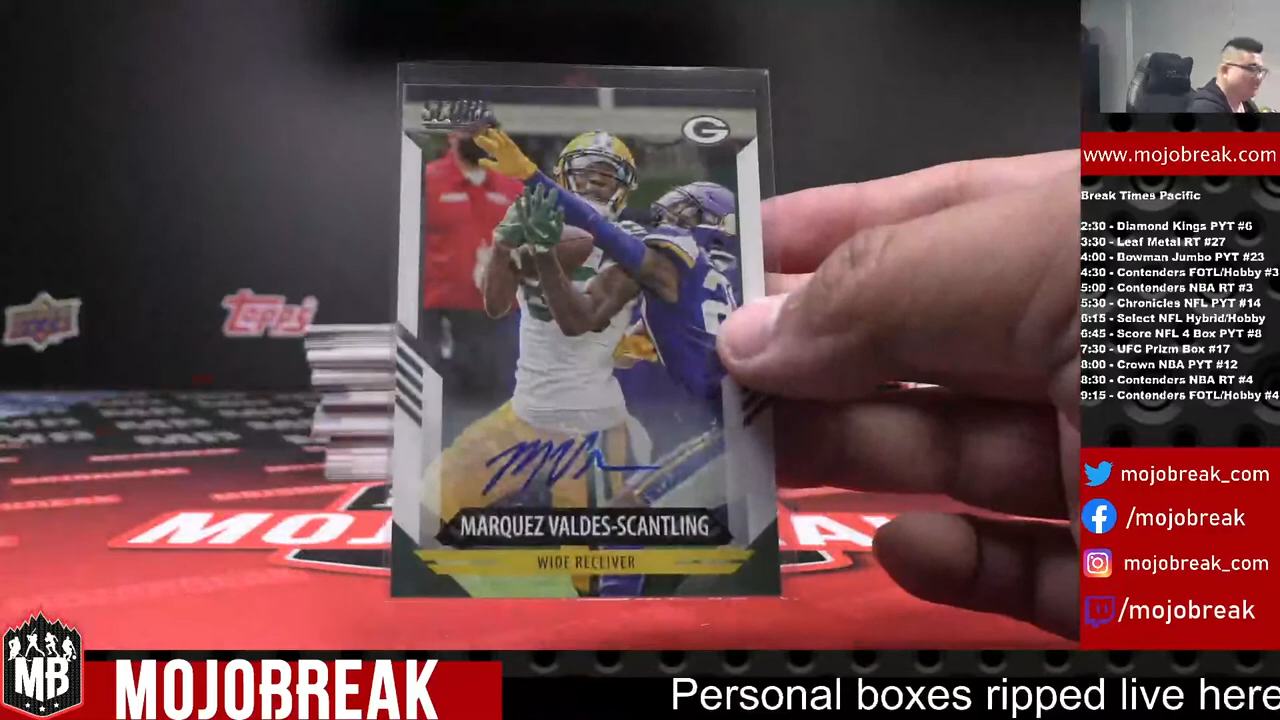 SCORE
G
MARQUEZ VALDES-SCANTLING
WIDE RECEIVER
2
Topps
MB
MOJOBREAK
Personal boxes ripped live here
www.mojobreak.com
Break Times Pacific
2:30 - Diamond Kings PYT #6
3:30 - Leaf Metal RT #27
4:00 - Bowman Jumbo PYT #23
4:30 - Contenders FOTL/Hobby #3
5:00 - Contenders NBA RT #3
5:30 - Chronicles NFL PYT #14
6:15 - Select NFL Hybrid/Hobby
6:45 - Score NFL 4 Box PYT #8
7:30 - UFC Prizm Box #17
8:00 - Crown NBA PYT #12
8:30 - Contenders NBA RT #4
9:15 - Contenders FOTL/Hobby #4
mojobreak_com
/mojobreak
mojobreak_com
/mojobreak